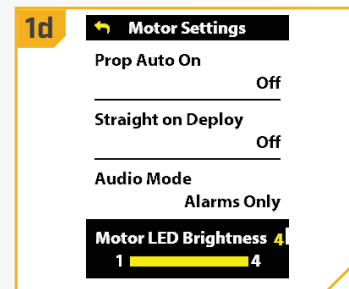 1d
Motor Settings
Prop Auto On
Off
Straight on Deploy
Off
Audio Mode
Alarms Only
Motor LED Brightness 4
1 4